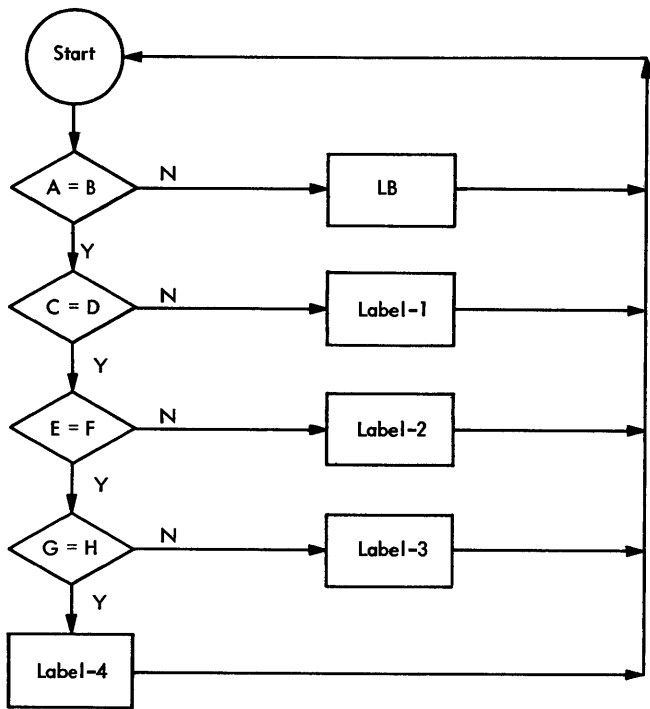 Start
A = B
N
LB
Y
C = D
N
Label-1
Y
E = F
N
Label-2
Y
G = H
N
Label-3
Y
Label-4